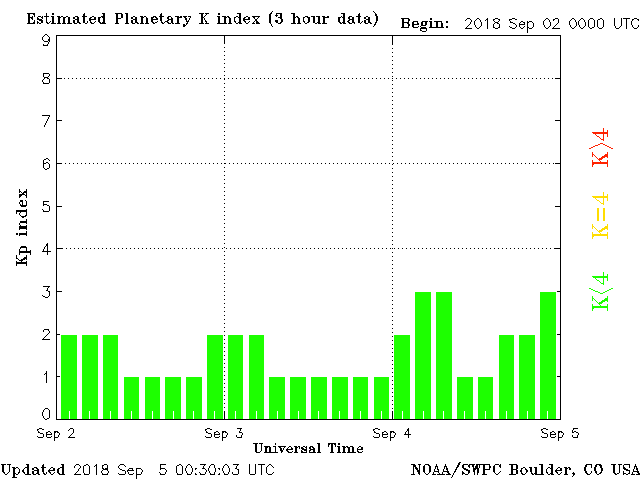 Estimated Planetary K index (3 hour data) Begin: 2018 Sep 02 0000 UTC
9
8
7
6
5
4
3
2
1
0
Kp index
K>4
K=4
K<4
Sep 2 Sep 3 Sep 4 Sep 5
Universal Time
Updated 2018 Sep 5 00:30:03 UTC NOAA/SWPC Boulder, CO USA